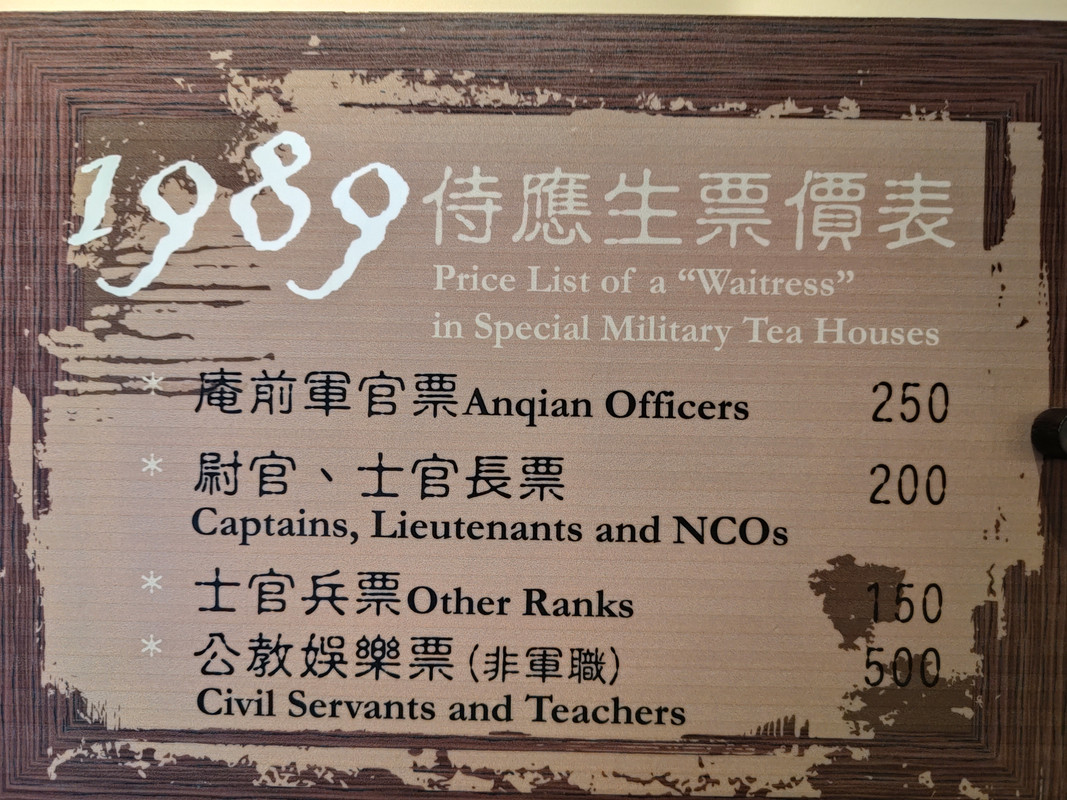 1989侍應生票價表
Price List of a “Waitress”
in Special Military Tea Houses
* 庵前軍官票Anqian Officers 250
* 尉官、士官長票 200
Captains, Lieutenants and NCOs
* 士官兵票Other Ranks 150
* 公教娛樂票(非軍職) 500
Civil Servants and Teachers